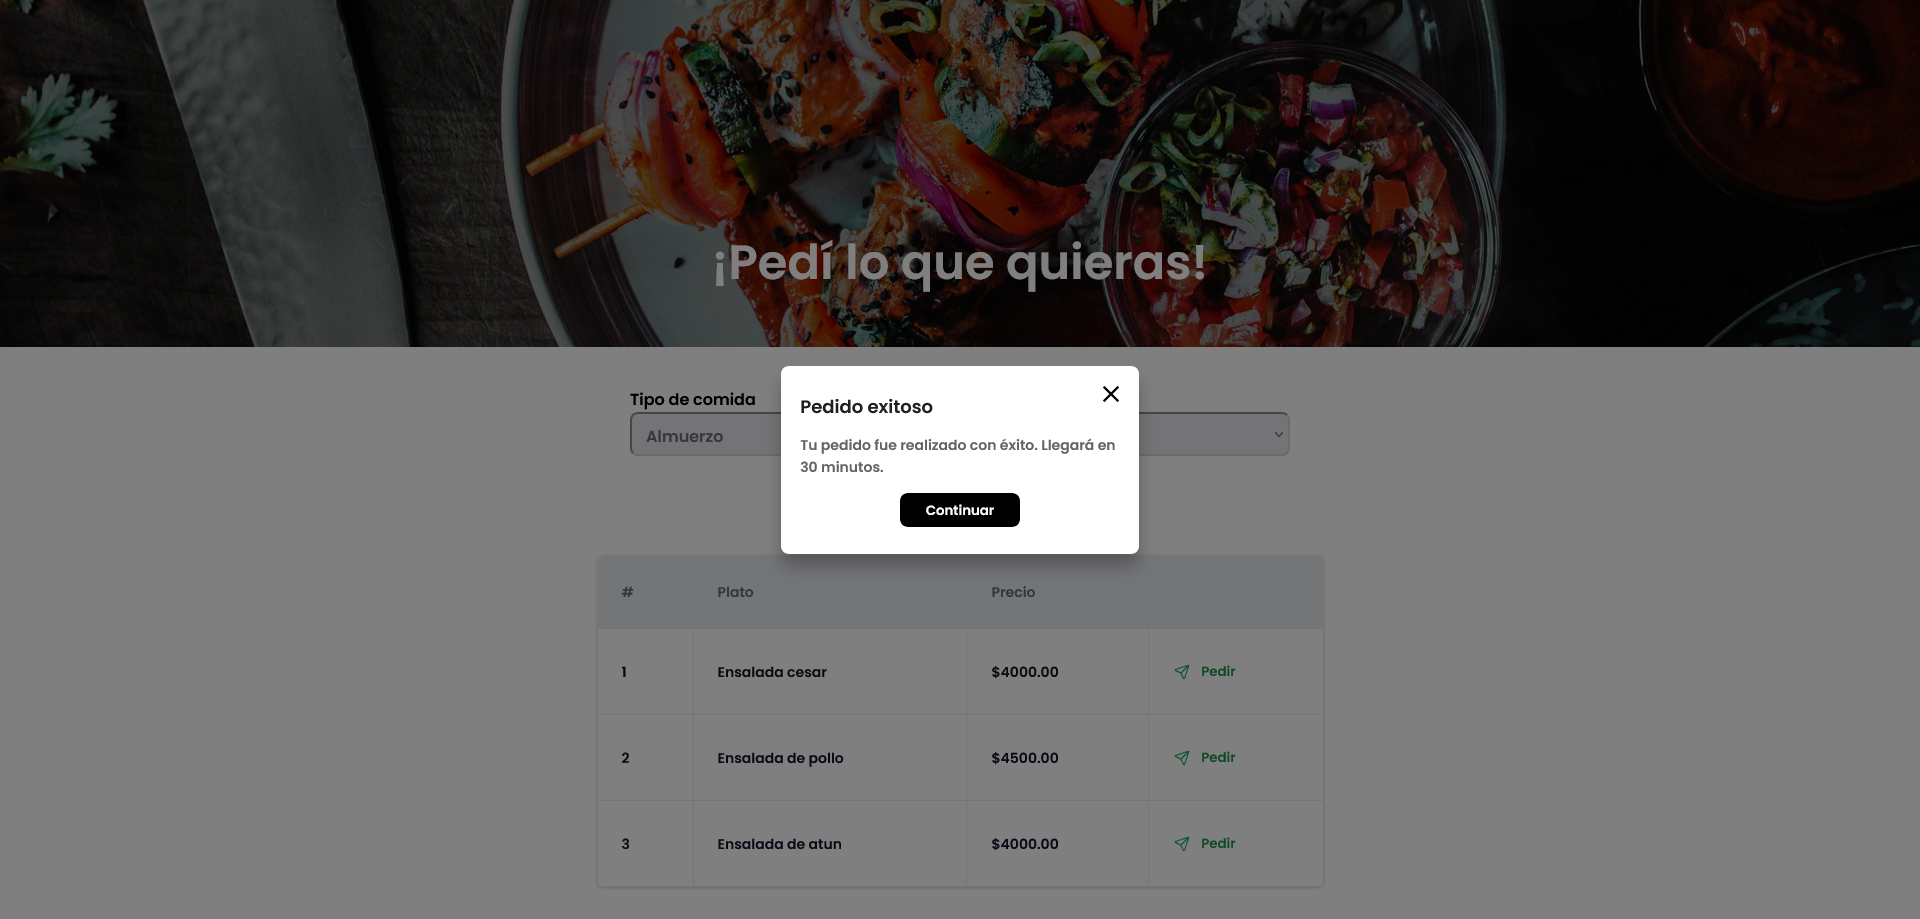 ¡Pedí lo que quieras!
Tipo de comida
Almuerzo
Pedido exitoso
Tu pedido fue realizado con éxito. Llegará en
30 minutos.
Continuar
# Plato Precio
1 Ensalada cesar $4000.00 Pedir
2 Ensalada de pollo $4500.00 Pedir
3 Ensalada de atun $4000.00 Pedir